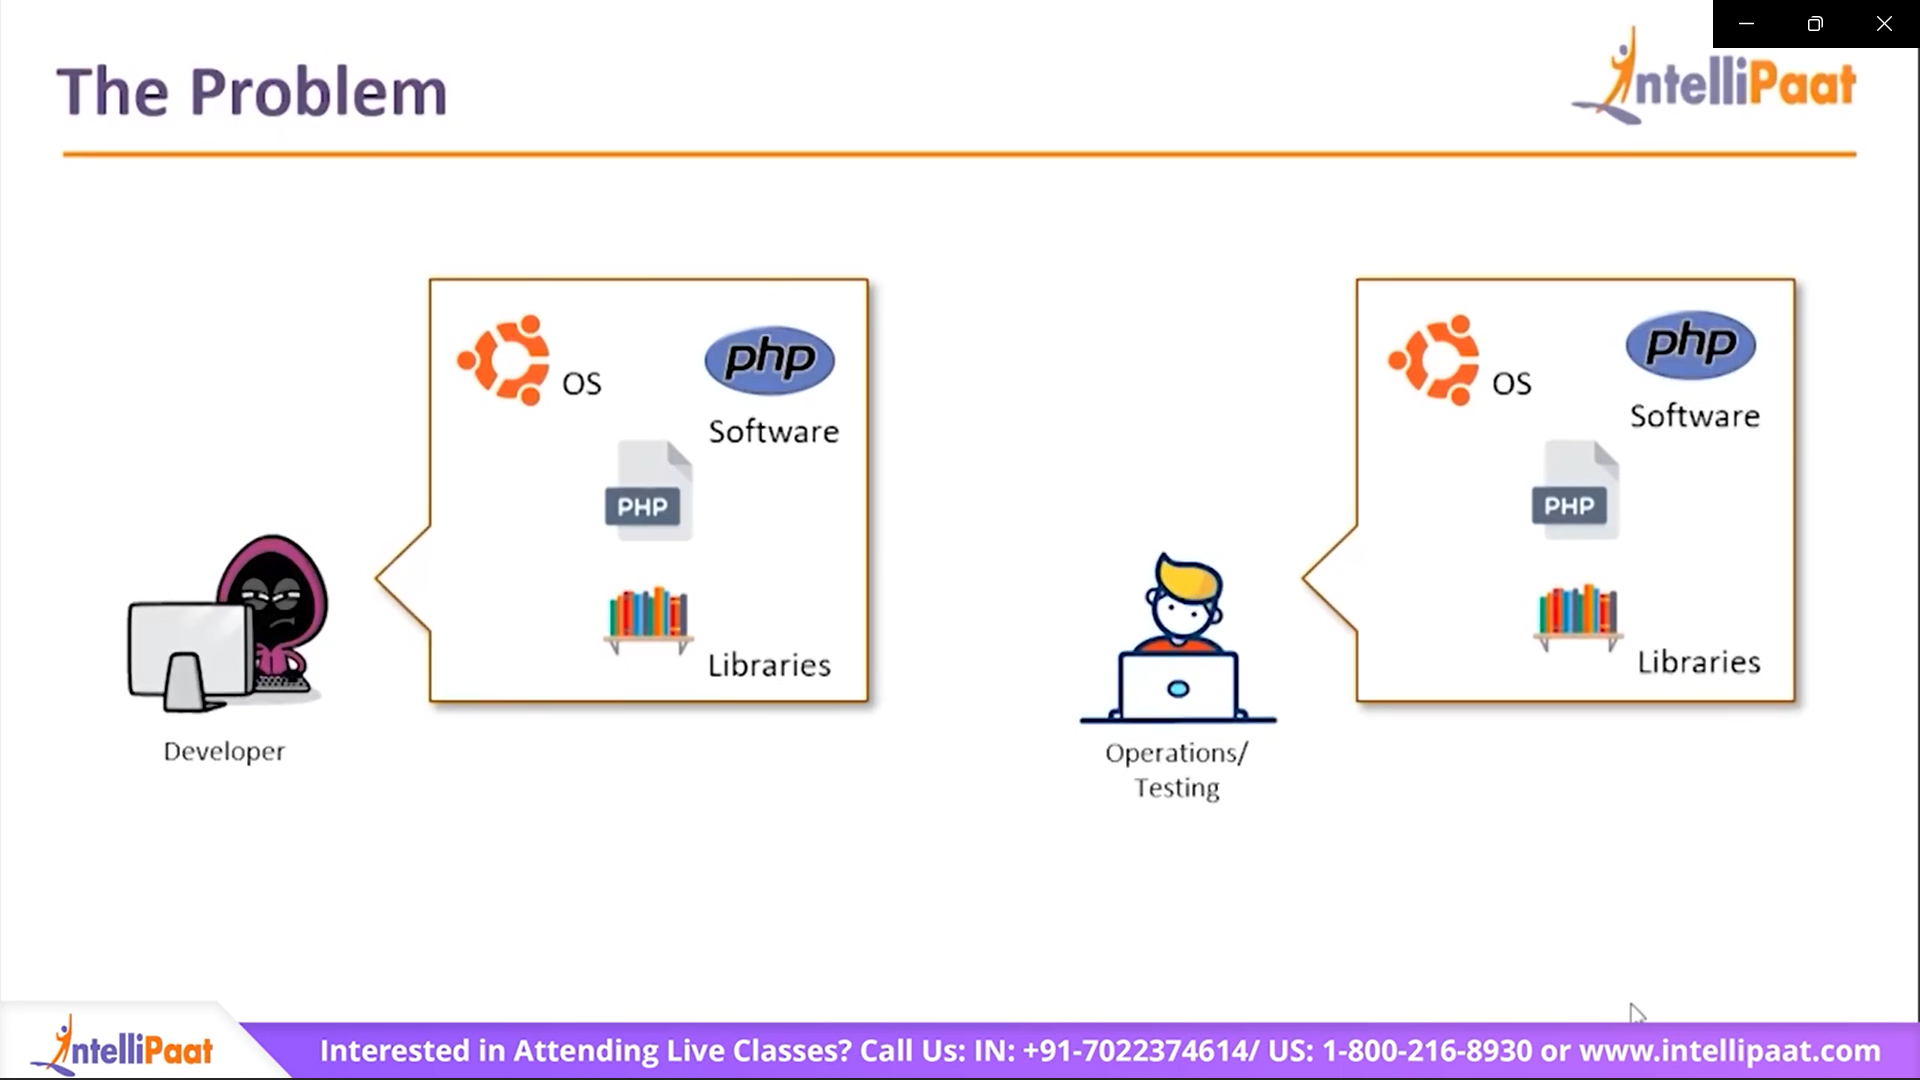 The Problem
IntelliPaat
OS
php
Software
PHP
Libraries
Developer
OS
php
Software
PHP
Libraries
Operations/
Testing
IntelliPaat
Interested in Attending Live Classes? Call Us: IN: +91-7022374614/ US: 1-800-216-8930 or www.intellipaat.com